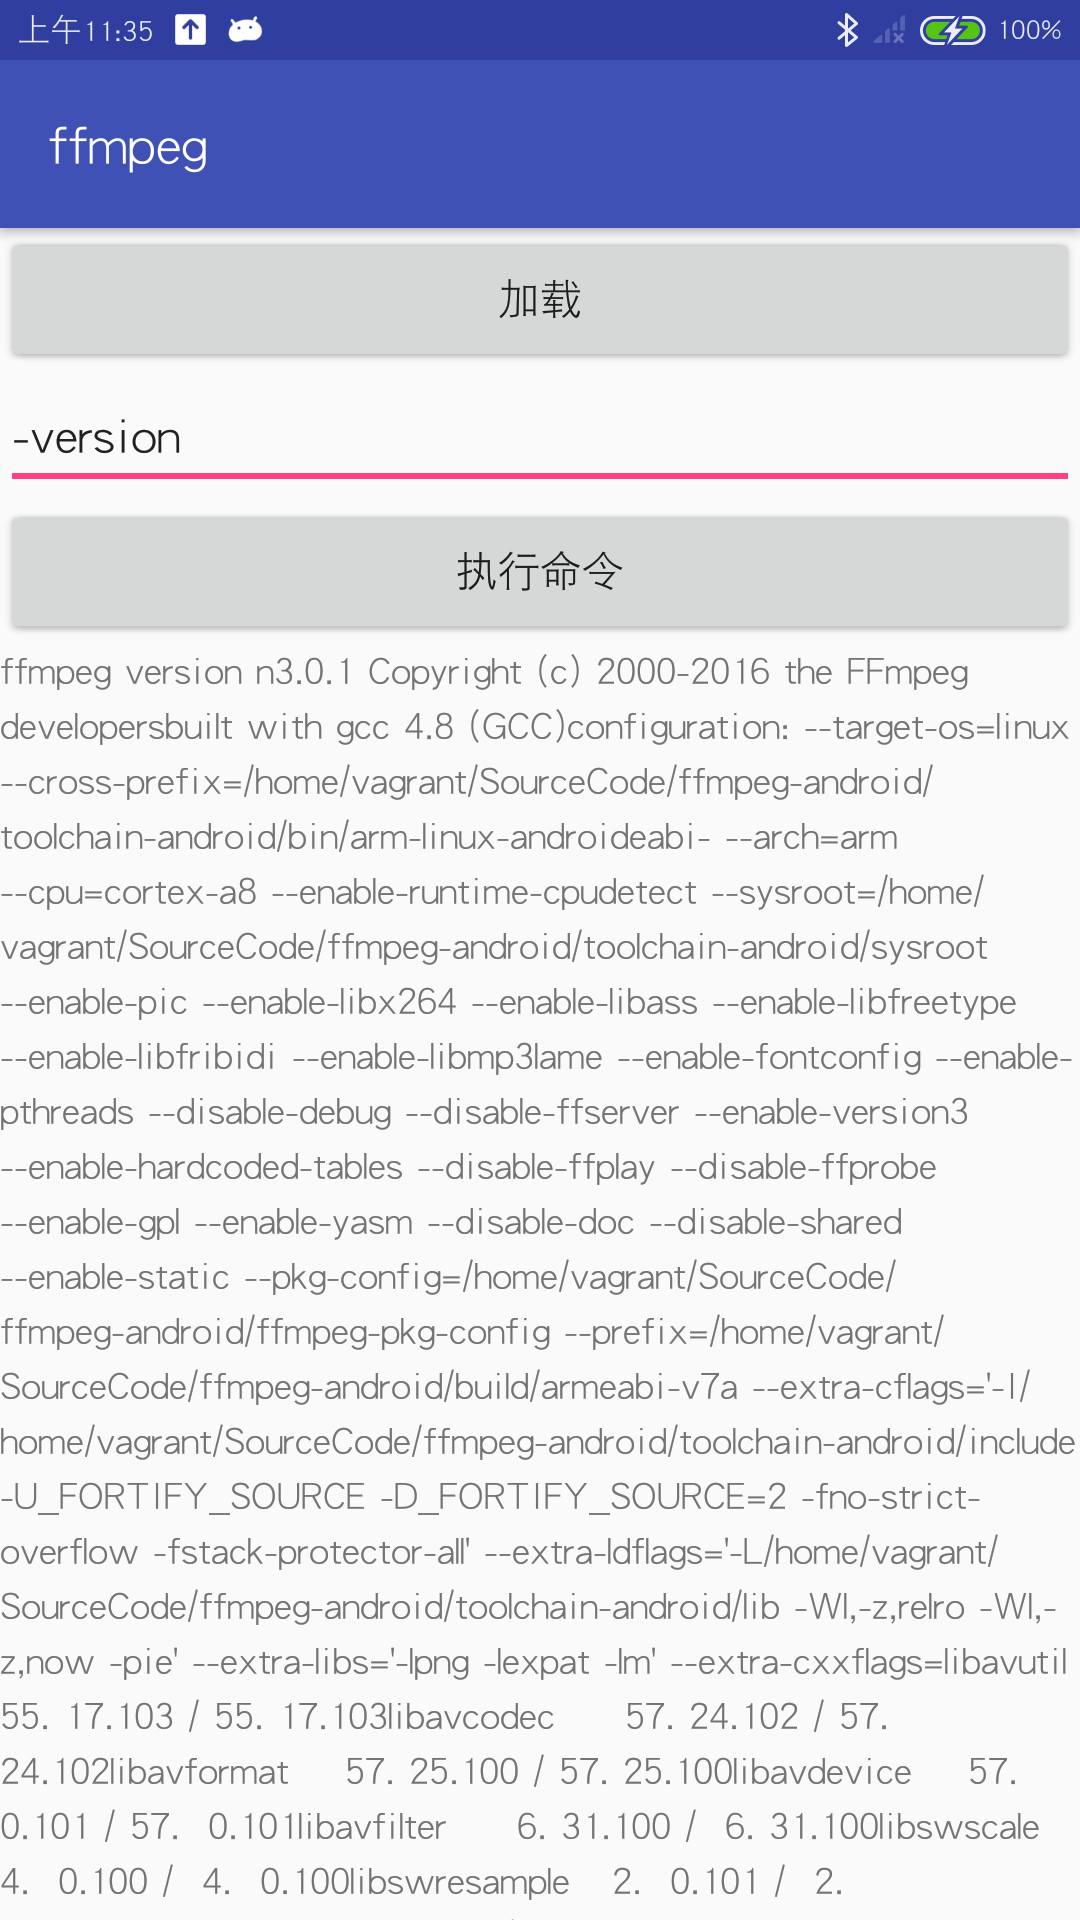 上午11:35 100%
ffmpeg
加载
-version
执行命令
ffmpeg version n3.0.1 Copyright (c) 2000-2016 the FFmpeg
developersbuilt with gcc 4.8 (GCC)configuration: --target-os=linux
--cross-prefix=/home/vagrant/SourceCode/ffmpeg-android/
toolchain-android/bin/arm-linux-androideabi- --arch=arm
--cpu=cortex-a8 --enable-runtime-cpudetect --sysroot=/home/
vagrant/SourceCode/ffmpeg-android/toolchain-android/sysroot
--enable-pic --enable-libx264 --enable-libass --enable-libfreetype
--enable-libfribidi --enable-libmp3lame --enable-fontconfig --enable-
pthreads --disable-debug --disable-ffserver --enable-version3
--enable-hardcoded-tables --disable-ffplay --disable-ffprobe
--enable-gpl --enable-yasm --disable-doc --disable-shared
--enable-static --pkg-config=/home/vagrant/SourceCode/
ffmpeg-android/ffmpeg-pkg-config --prefix=/home/vagrant/
SourceCode/ffmpeg-android/build/armeabi-v7a --extra-cflags='-I/
home/vagrant/SourceCode/ffmpeg-android/toolchain-android/include
-U_FORTIFY_SOURCE -D_FORTIFY_SOURCE=2 -fno-strict-
overflow -fstack-protector-all' --extra-ldflags='-L/home/vagrant/
SourceCode/ffmpeg-android/toolchain-android/lib -Wl,-z,relro -Wl,-
z,now -pie' --extra-libs='-lpng -lexpat -lm' --extra-cxxflags=libavutil
55. 17.103 / 55. 17.103libavcodec 57. 24.102 / 57.
24.102libavformat 57. 25.100 / 57. 25.100libavdevice 57.
0.101 / 57. 0.101libavfilter 6. 31.100 / 6. 31.100libswscale
4. 0.100 / 4. 0.100libswresample 2. 0.101 / 2.